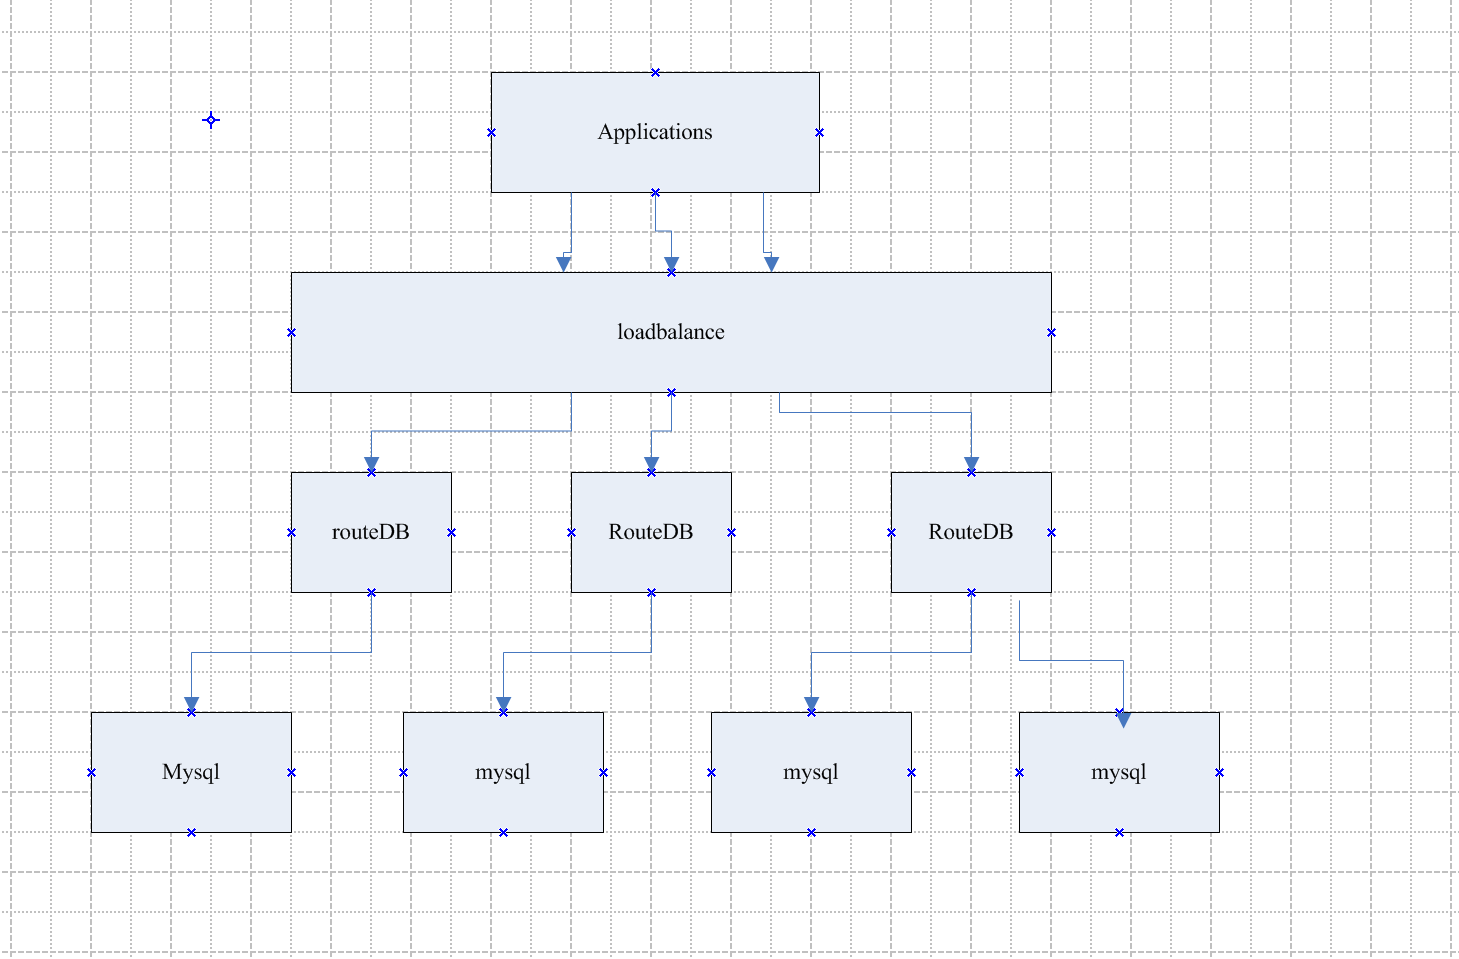 Applications
loadbalance
routeDB
RouteDB
RouteDB
Mysql
mysql
mysql
mysql